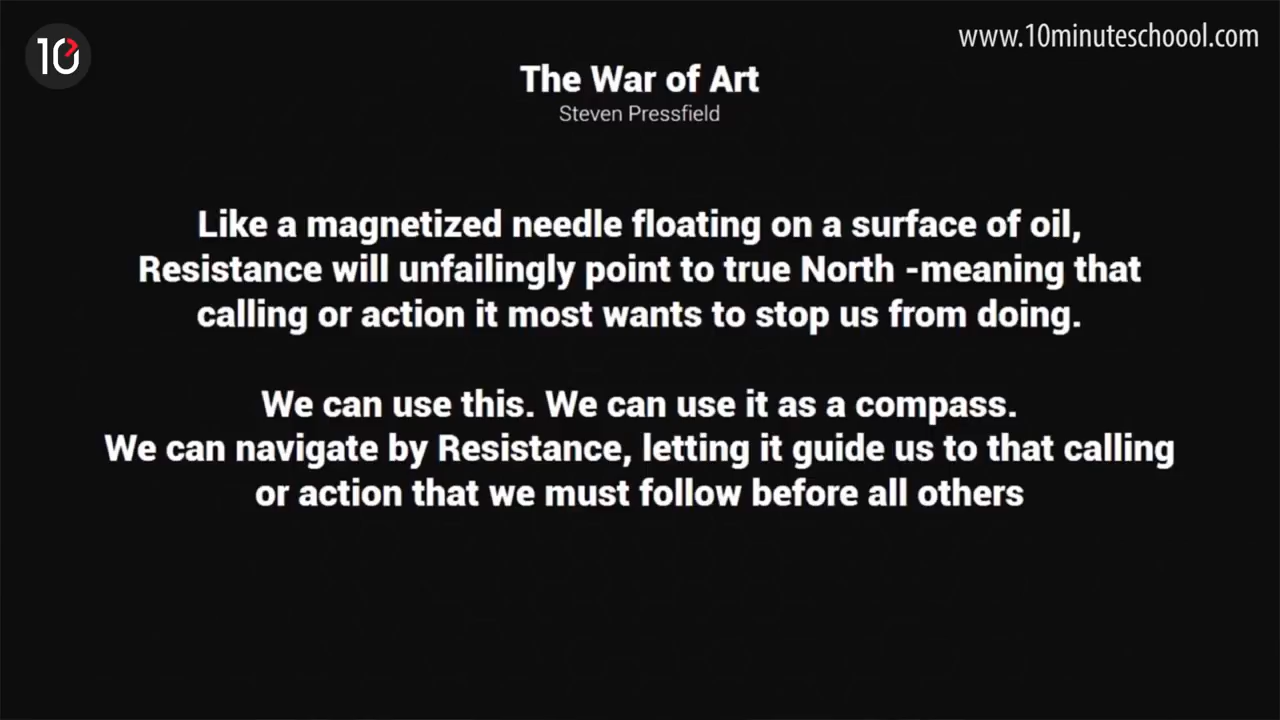 10
www.10minuteschoool.com
The War of Art
Steven Pressfield
Like a magnetized needle floating on a surface of oil,
Resistance will unfailingly point to true North -meaning that
calling or action it most wants to stop us from doing.
We can use this. We can use it as a compass.
We can navigate by Resistance, letting it guide us to that calling
or action that we must follow before all others